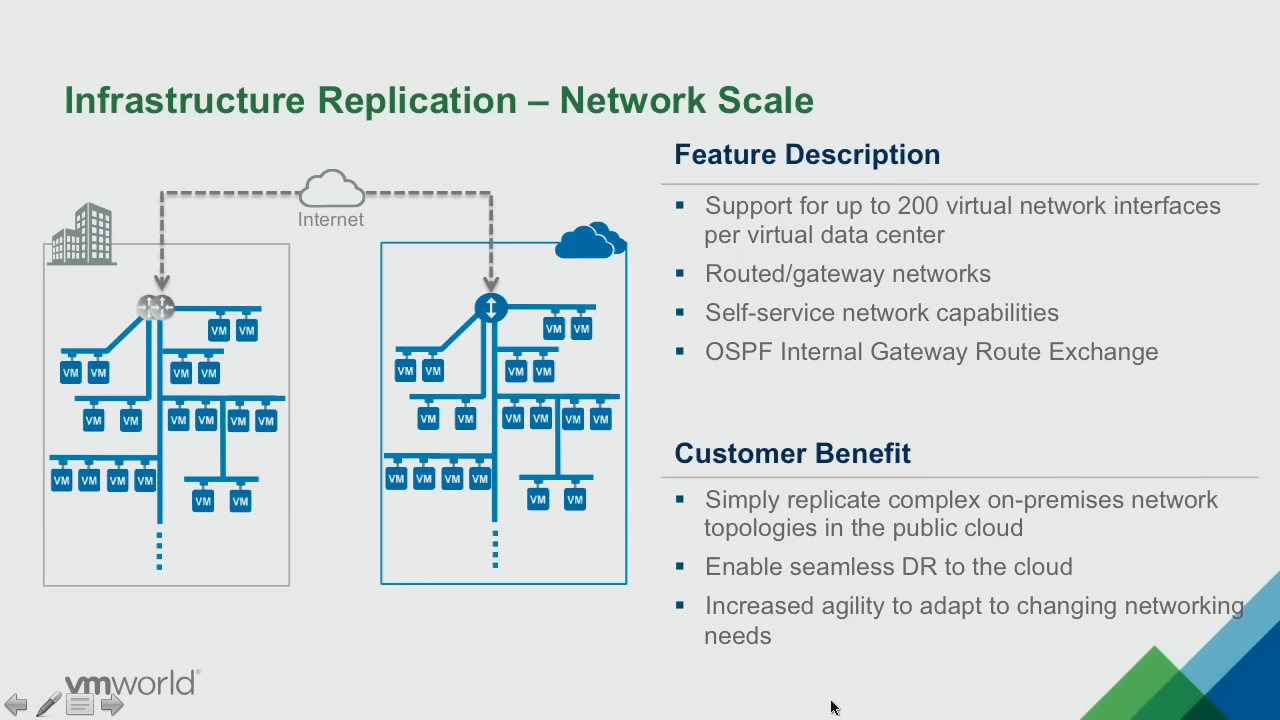 Infrastructure Replication – Network Scale
Internet
VM VM
VM VM
VM VM
VM VM
VM VM VM VM
VM VM VM VM
VM VM
VM VM
VM VM
VM VM
VM VM
VM VM VM VM
VM VM VM VM
VM VM
Feature Description
▪ Support for up to 200 virtual network interfaces
per virtual data center
▪ Routed/gateway networks
▪ Self-service network capabilities
▪ OSPF Internal Gateway Route Exchange
Customer Benefit
▪ Simply replicate complex on-premises network
topologies in the public cloud
▪ Enable seamless DR to the cloud
▪ Increased agility to adapt to changing networking
needs
vmworld®